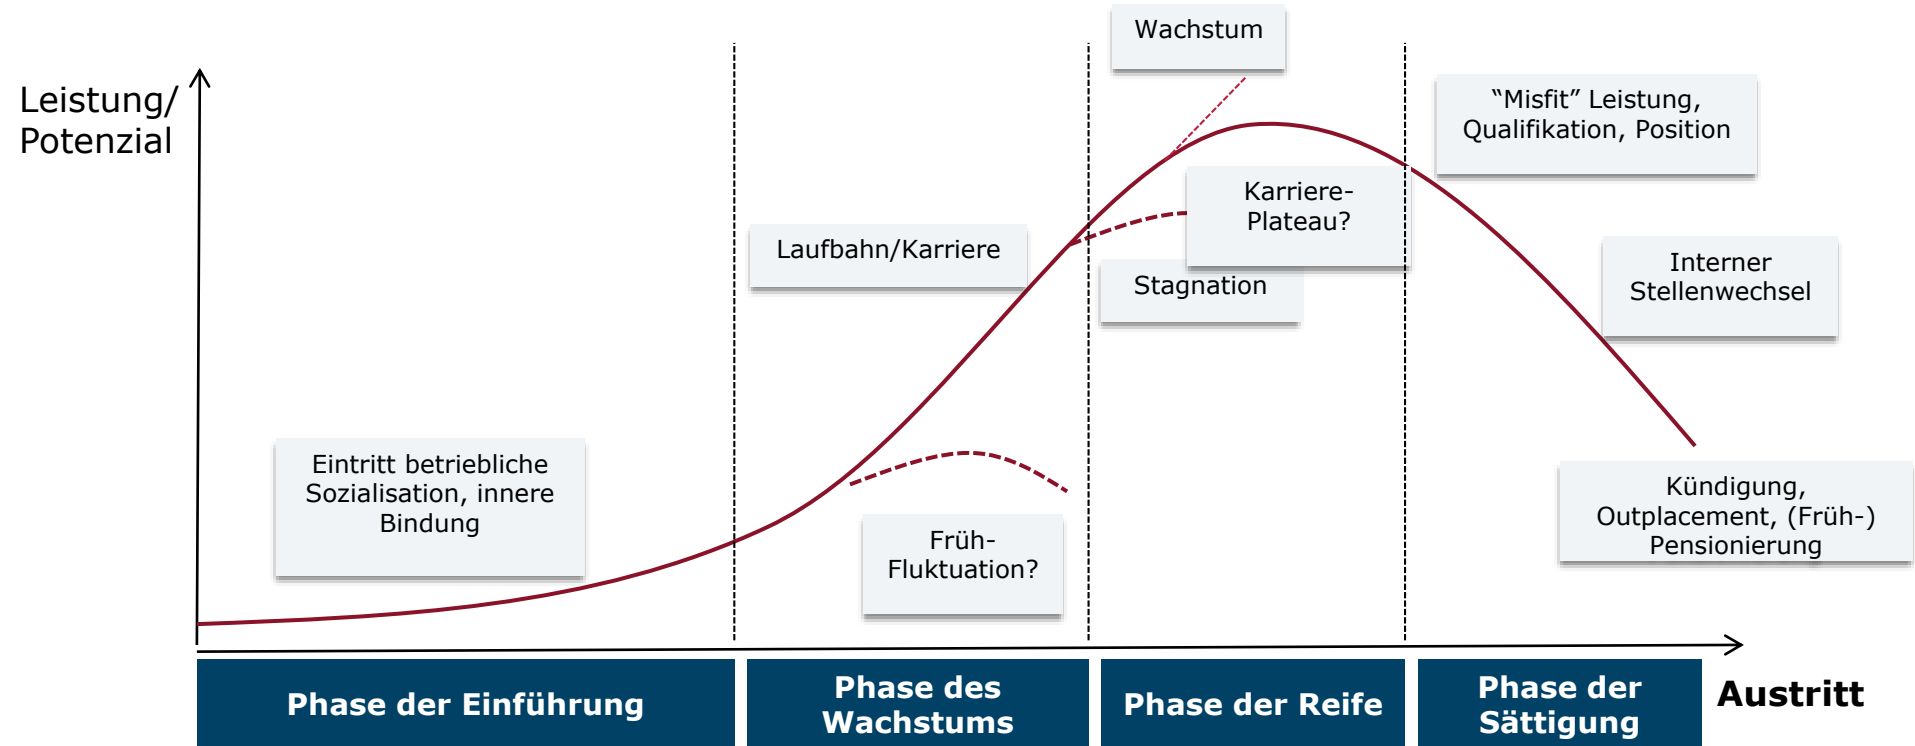 Wachstum
Leistung/
Potenzial
“Misfit” Leistung,
Qualifikation, Position
Karriere-
Plateau?
Laufbahn/Karriere
Stagnation
Interner
Stellenwechsel
Eintritt betriebliche
Sozialisation, innere
Bindung
Früh-
Fluktuation?
Kündigung,
Outplacement, (Früh-)
Pensionierung
Phase der Einführung
Phase des
Wachstums
Phase der Reife
Phase der
Sättigung
Austritt